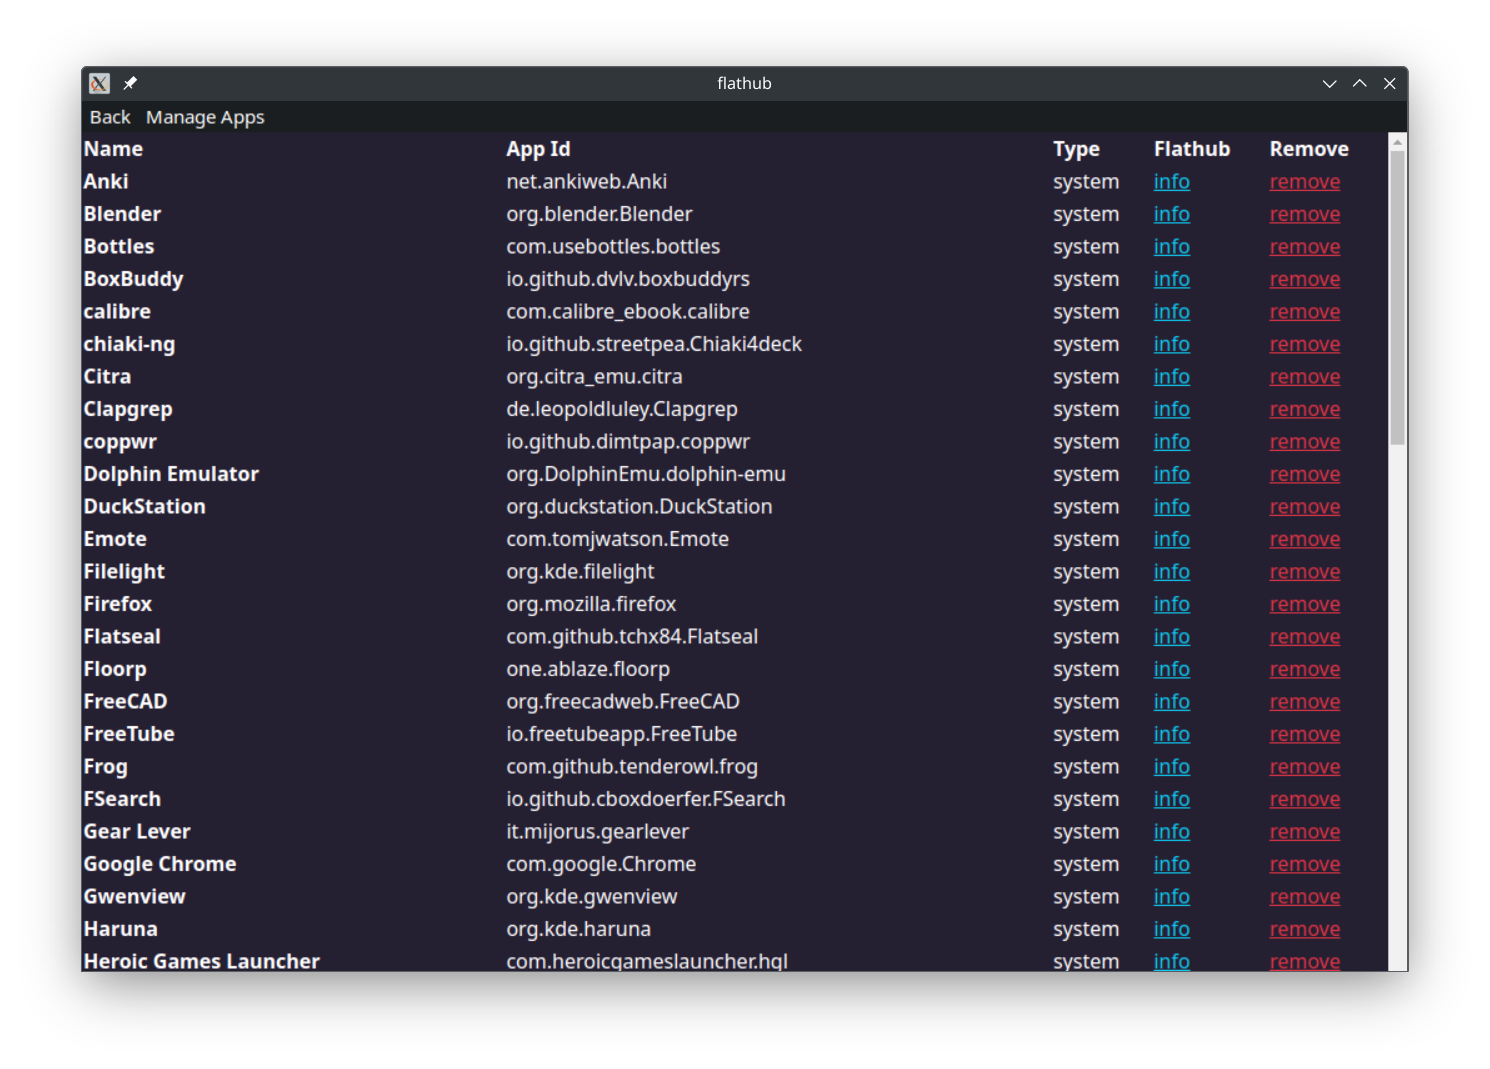 flathub
Back Manage Apps
Name App Id Type Flathub Remove
Anki net.ankiweb.Anki system info remove
Blender org.blender.Blender system info remove
Bottles com.usebottles.bottles system info remove
BoxBuddy io.github.dvlv.boxbuddyrs system info remove
calibre com.calibre_ebook.calibre system info remove
chiaki-ng io.github.streetpea.Chiaki4deck system info remove
Citra org.citra_emu.citra system info remove
Clapgrep de.leopoldluley.Clapgrep system info remove
coppwr io.github.dimtpap.coppwr system info remove
Dolphin Emulator org.DolphinEmu.dolphin-emu system info remove
DuckStation org.duckstation.DuckStation system info remove
Emote com.tomjwatson.Emote system info remove
Filelight org.kde.filelight system info remove
Firefox org.mozilla.firefox system info remove
Flatseal com.github.tchx84.Flatseal system info remove
Floorp one.ablaze.floorp system info remove
FreeCAD org.freecadweb.FreeCAD system info remove
FreeTube io.freetubeapp.FreeTube system info remove
Frog com.github.tenderowl.frog system info remove
FSearch io.github.cboxdoerfer.FSearch system info remove
Gear Lever it.mijorus.gearlever system info remove
Google Chrome com.google.Chrome system info remove
Gwenview org.kde.gwenview system info remove
Haruna org.kde.haruna system info remove
Heroic Games Launcher com.heroicgameslauncher.hgl system info remove